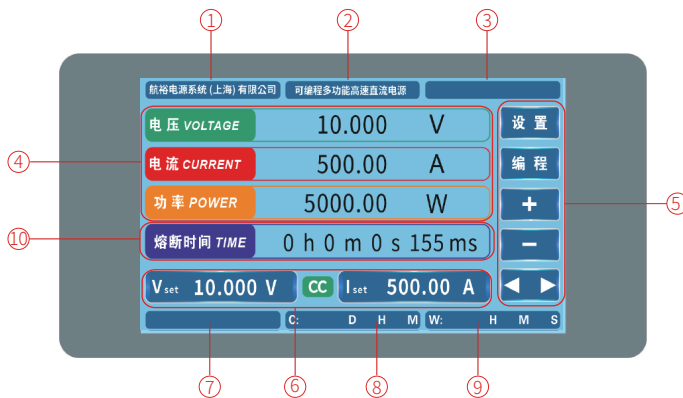 ① ② ③
航裕电源系统 (上海) 有限公司 可编程多功能高速直流电源
④ 电压 VOLTAGE 10.000 V 设置
电流 CURRENT 500.00 A 编程
功率 POWER 5000.00 W + ⑤
⑩ 熔断时间 TIME 0 h 0 m 0 s 155 ms −
Vset 10.000 V CC Iset 500.00 A ◀ ▶
C: D H M W: H M S
⑦ ⑥ ⑧ ⑨